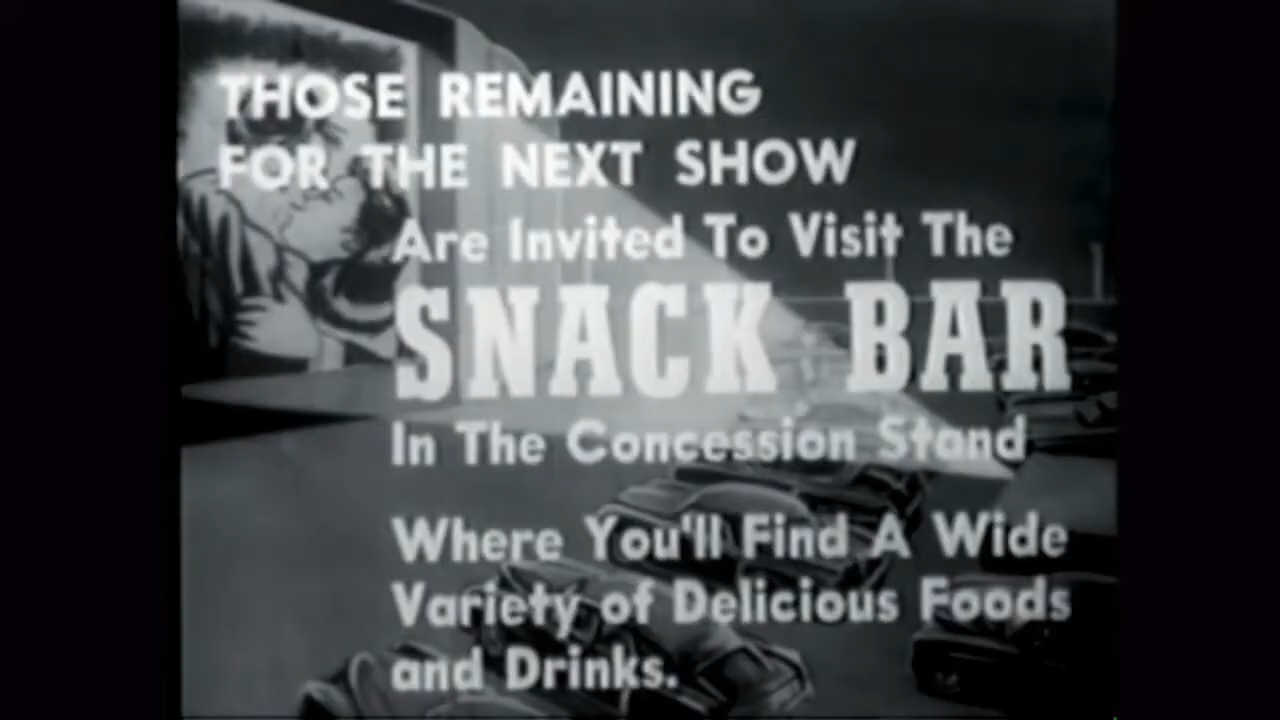 THOSE REMAINING
FOR THE NEXT SHOW
Are Invited To Visit The
SNACK BAR
In The Concession Stand
Where You'll Find A Wide
Variety of Delicious Foods
and Drinks.